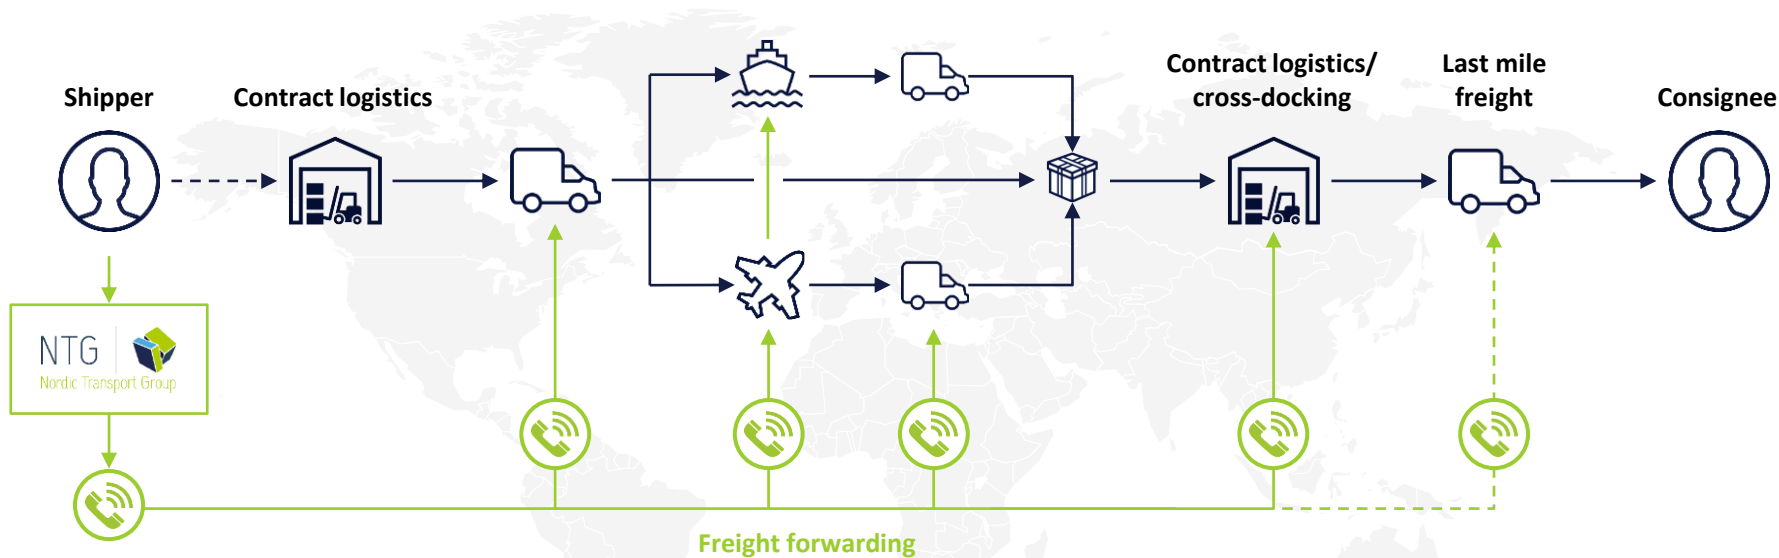 Shipper
Contract logistics
Contract logistics/
cross-docking
Last mile
freight
Consignee
NTG
Nordic Transport Group
Freight forwarding